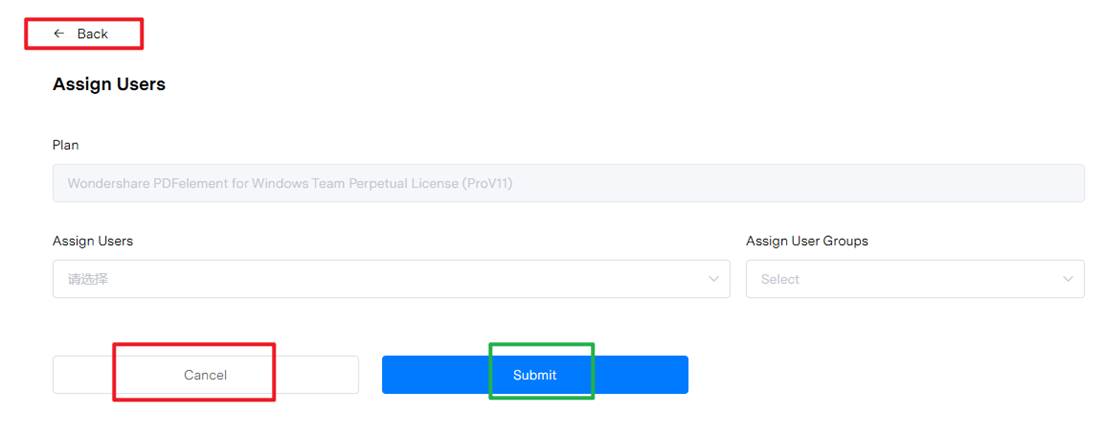 ← Back
Assign Users
Plan
Wondershare PDFelement for Windows Team Perpetual License (ProV11)
Assign Users Assign User Groups
请选择 Select
Cancel Submit